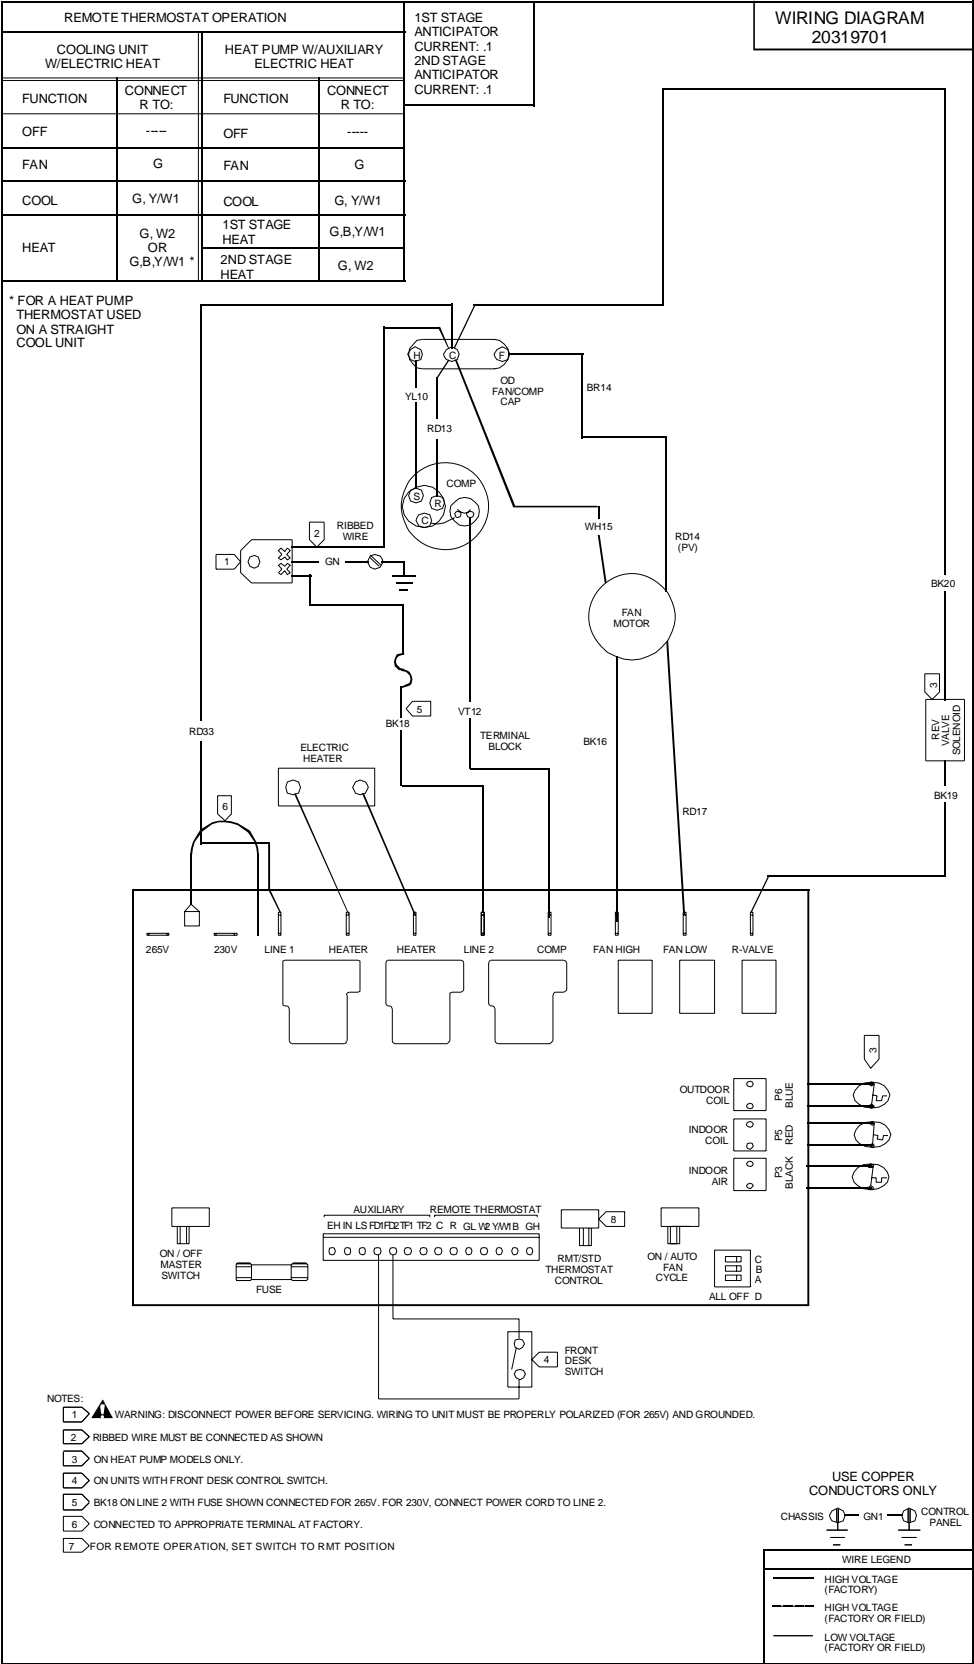 REMOTE THERMOSTAT OPERATION
COOLING UNIT
W/ELECTRIC HEAT
HEAT PUMP W/AUXILIARY
ELECTRIC HEAT
FUNCTION
CONNECT
R TO:
FUNCTION
CONNECT
R TO:
OFF
-----
OFF
-----
FAN
G
FAN
G
COOL
G, Y/W1
COOL
G, Y/W1
HEAT
G, W2
OR
G,B,Y/W1 *
1ST STAGE
HEAT
G,B,Y/W1
2ND STAGE
HEAT
G, W2
* FOR A HEAT PUMP
THERMOSTAT USED
ON A STRAIGHT
COOL UNIT
1ST STAGE
ANTICIPATOR
CURRENT: .1
2ND STAGE
ANTICIPATOR
CURRENT: .1
WIRING DIAGRAM
20319701
H
C
F
OD
FAN/COMP
CAP
YL10
RD13
BR14
COMP
S
R
C
2
RIBBED
WIRE
1
GN
WH15
RD14
(PV)
FAN
MOTOR
BK20
3
REV
VALVE
SOLENOID
BK19
5
BK18
VT12
TERMINAL
BLOCK
RD33
BK16
RD17
ELECTRIC
HEATER
6
265V
230V
LINE 1
HEATER
HEATER
LINE 2
COMP
FAN HIGH
FAN LOW
R-VALVE
3
OUTDOOR
COIL
P6
BLUE
INDOOR
COIL
P5
RED
INDOOR
AIR
P3
BLACK
AUXILIARY
REMOTE THERMOSTAT
EH IN LS FD1 FD2 TF1 TF2 C R GL W2 Y/W1 B GH
ON / OFF
MASTER
SWITCH
FUSE
8
RMT/STD
THERMOSTAT
CONTROL
ON / AUTO
FAN
CYCLE
C
B
A
ALL OFF D
4
FRONT
DESK
SWITCH
NOTES:
1 WARNING: DISCONNECT POWER BEFORE SERVICING. WIRING TO UNIT MUST BE PROPERLY POLARIZED (FOR 265V) AND GROUNDED.
2 RIBBED WIRE MUST BE CONNECTED AS SHOWN
3 ON HEAT PUMP MODELS ONLY.
4 ON UNITS WITH FRONT DESK CONTROL SWITCH.
5 BK18 ON LINE 2 WITH FUSE SHOWN CONNECTED FOR 265V. FOR 230V, CONNECT POWER CORD TO LINE 2.
6 CONNECTED TO APPROPRIATE TERMINAL AT FACTORY.
7 FOR REMOTE OPERATION, SET SWITCH TO RMT POSITION
USE COPPER
CONDUCTORS ONLY
CHASSIS
GN1
CONTROL
PANEL
WIRE LEGEND
HIGH VOLTAGE
(FACTORY)
HIGH VOLTAGE
(FACTORY OR FIELD)
LOW VOLTAGE
(FACTORY OR FIELD)